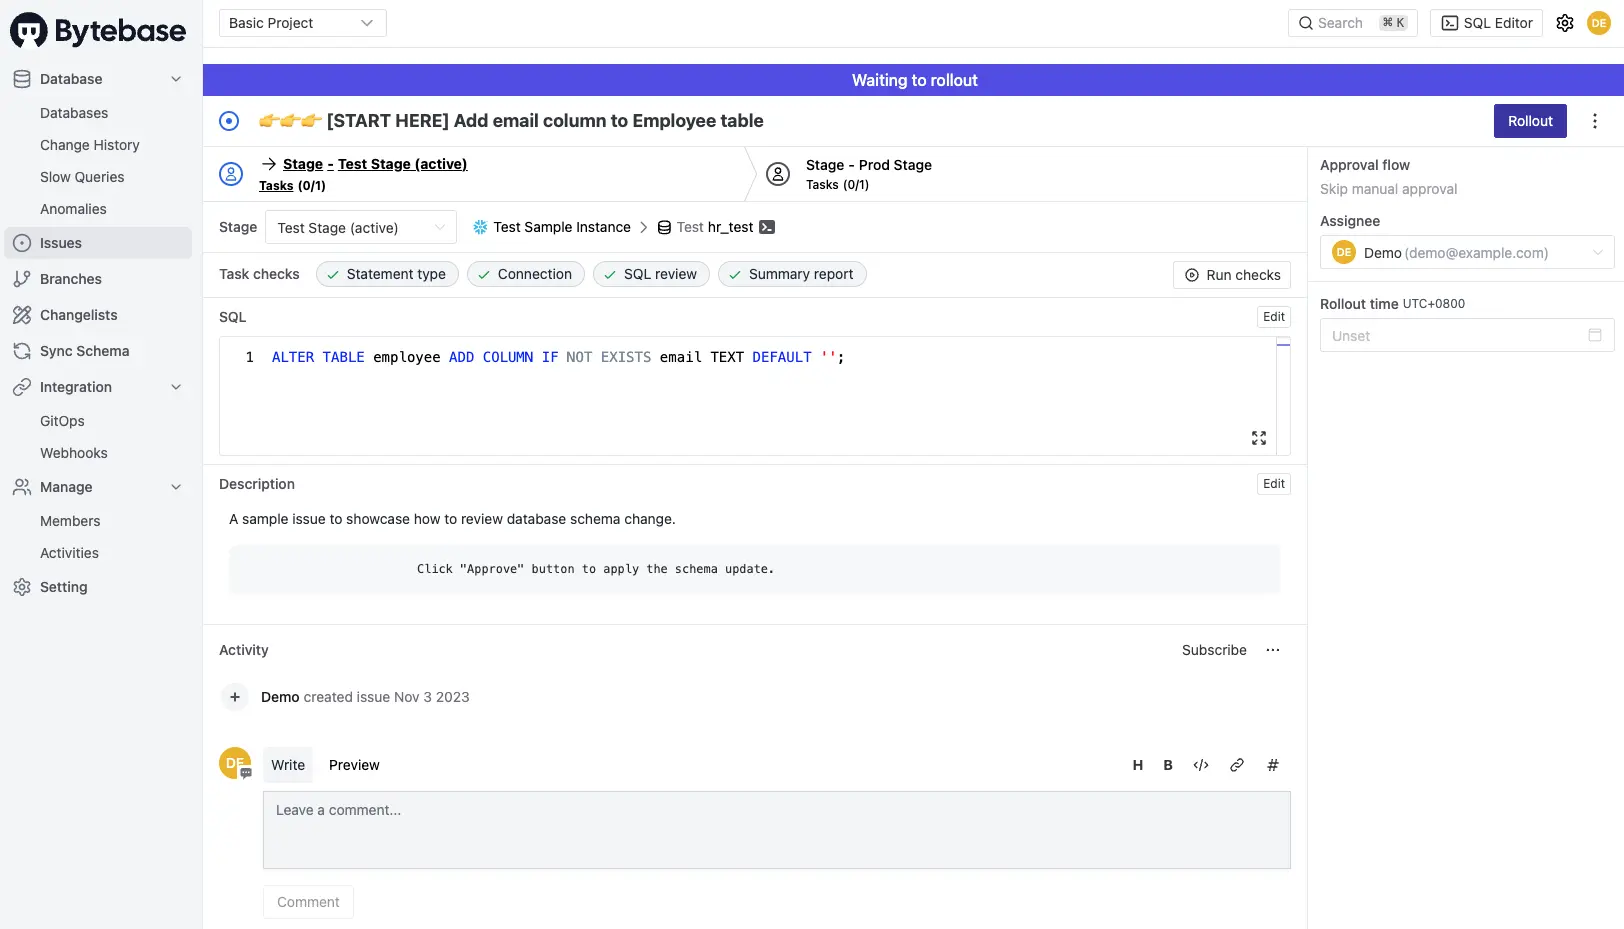 Bytebase
Basic Project
Search ⌘ K
SQL Editor
DE
Database
Databases
Change History
Slow Queries
Anomalies
Issues
Branches
Changelists
Sync Schema
Integration
GitOps
Webhooks
Manage
Members
Activities
Setting
Waiting to rollout
👉👉👉 [START HERE] Add email column to Employee table
Rollout
Stage - Test Stage (active)
Tasks (0/1)
Stage - Prod Stage
Tasks (0/1)
Stage Test Stage (active) Test Sample Instance Test hr_test
Task checks Statement type Connection SQL review Summary report Run checks
SQL Edit
1 ALTER TABLE employee ADD COLUMN IF NOT EXISTS email TEXT DEFAULT '';
Description Edit
A sample issue to showcase how to review database schema change.
Click "Approve" button to apply the schema update.
Activity Subscribe
Demo created issue Nov 3 2023
DE
Write Preview H B </> #
Leave a comment...
Comment
Approval flow
Skip manual approval
Assignee
DE Demo (demo@example.com)
Rollout time UTC+0800
Unset